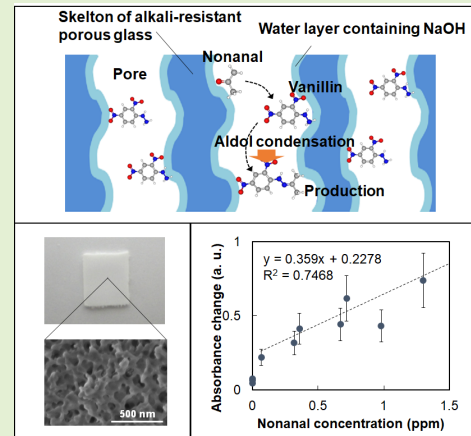 Skelton of alkali-resistant
porous glass
Water layer containing NaOH
Nonanal
Pore
Vanillin
Aldol condensation
Production
500 nm
Absorbance change (a. u.)
1
0.5
0
y = 0.359x + 0.2278
R² = 0.7468
0
0.5
1
1.5
Nonanal concentration (ppm)